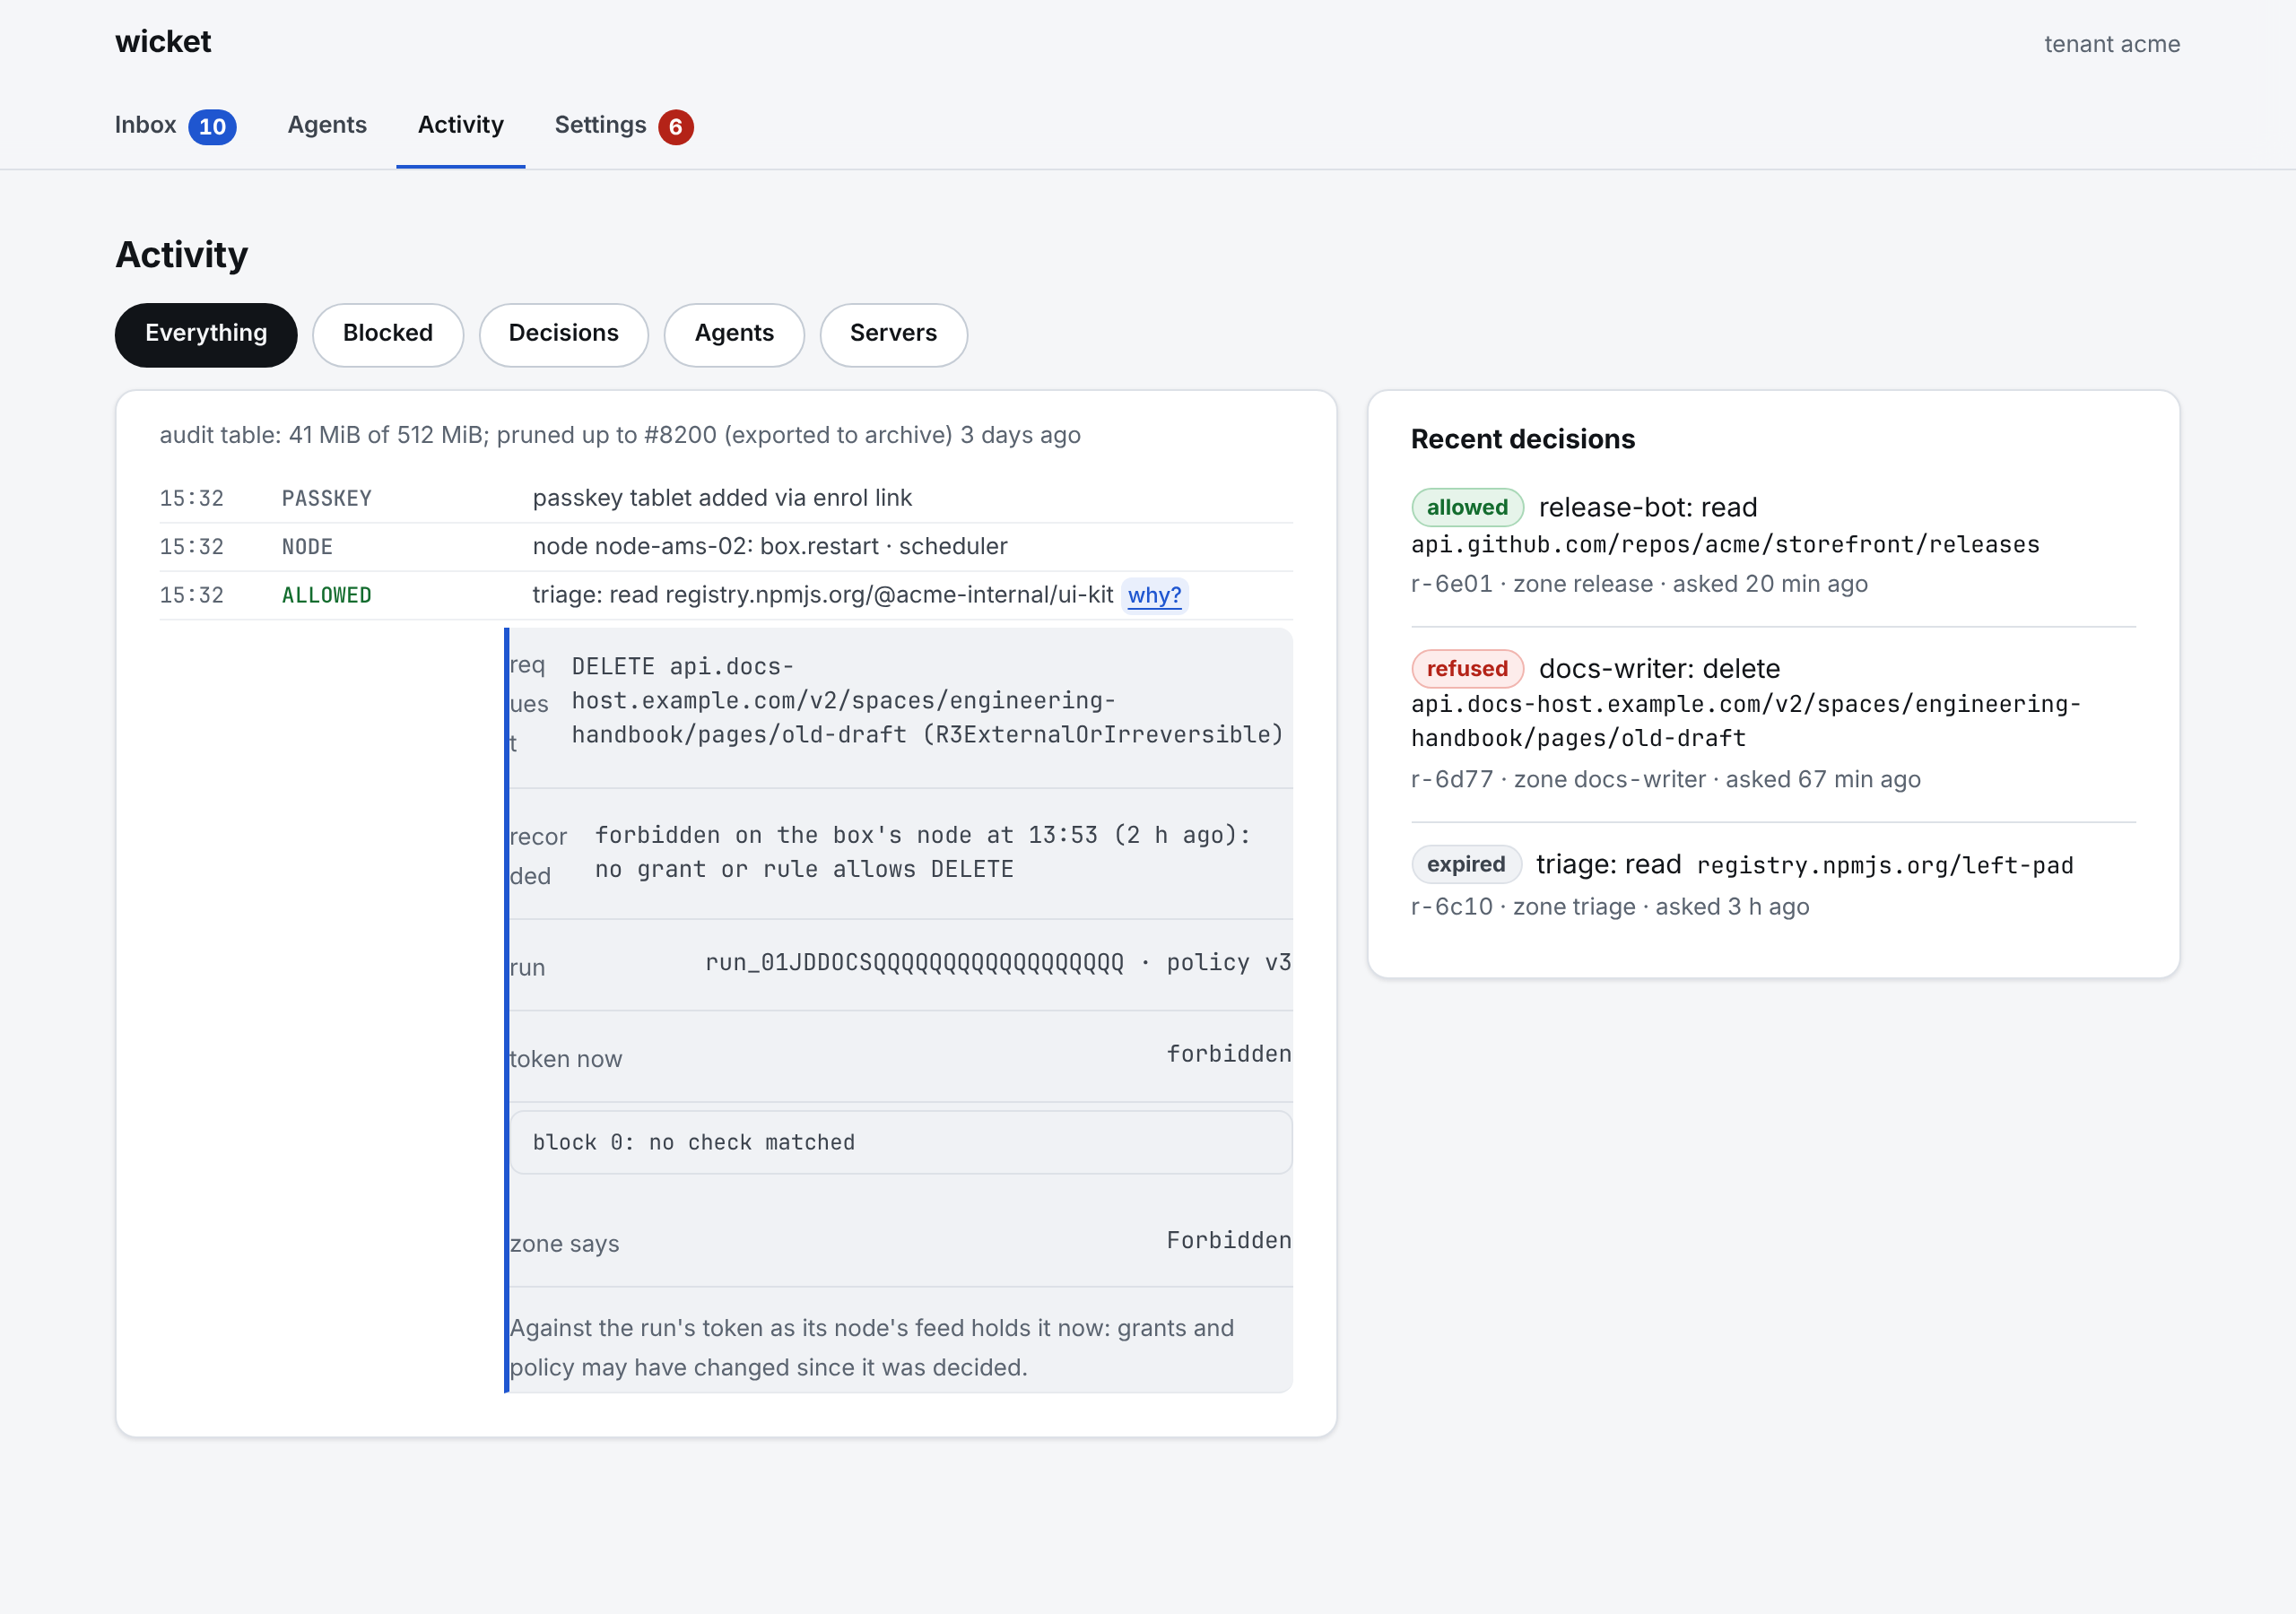 wicket
tenant acme
Inbox 10 Agents Activity Settings 6
Activity
Everything Blocked Decisions Agents Servers
audit table: 41 MiB of 512 MiB; pruned up to #8200 (exported to archive) 3 days ago
15:32 PASSKEY passkey tablet added via enrol link
15:32 NODE node node-ams-02: box.restart · scheduler
15:32 ALLOWED triage: read registry.npmjs.org/@acme-internal/ui-kit why?
req
ues
t
DELETE api.docs-
host.example.com/v2/spaces/engineering-
handbook/pages/old-draft (R3ExternalOrIrreversible)
recor
ded
forbidden on the box's node at 13:53 (2 h ago):
no grant or rule allows DELETE
run run_01JDDOCSQQQQQQQQQQQQQQQQQQ · policy v3
token now forbidden
block 0: no check matched
zone says Forbidden
Against the run's token as its node's feed holds it now: grants and
policy may have changed since it was decided.
Recent decisions
allowed release-bot: read
api.github.com/repos/acme/storefront/releases
r-6e01 · zone release · asked 20 min ago
refused docs-writer: delete
api.docs-host.example.com/v2/spaces/engineering-
handbook/pages/old-draft
r-6d77 · zone docs-writer · asked 67 min ago
expired triage: read registry.npmjs.org/left-pad
r-6c10 · zone triage · asked 3 h ago